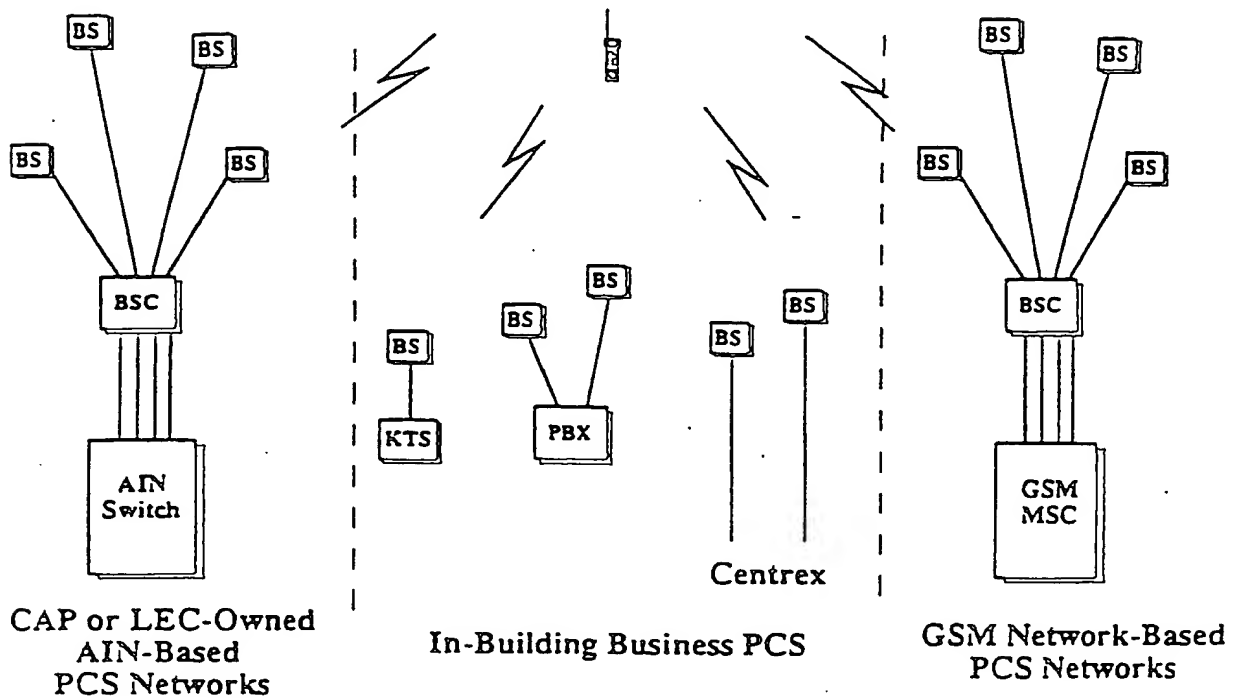 BS
BS
BS
BS
BSC
AIN
Switch
CAP or LEC-Owned
AIN-Based
PCS Networks
BS
KTS
BS
BS
PBX
BS
BS
Centrex
In-Building Business PCS
BS
BS
BS
BS
BSC
GSM
MSC
GSM Network-Based
PCS Networks